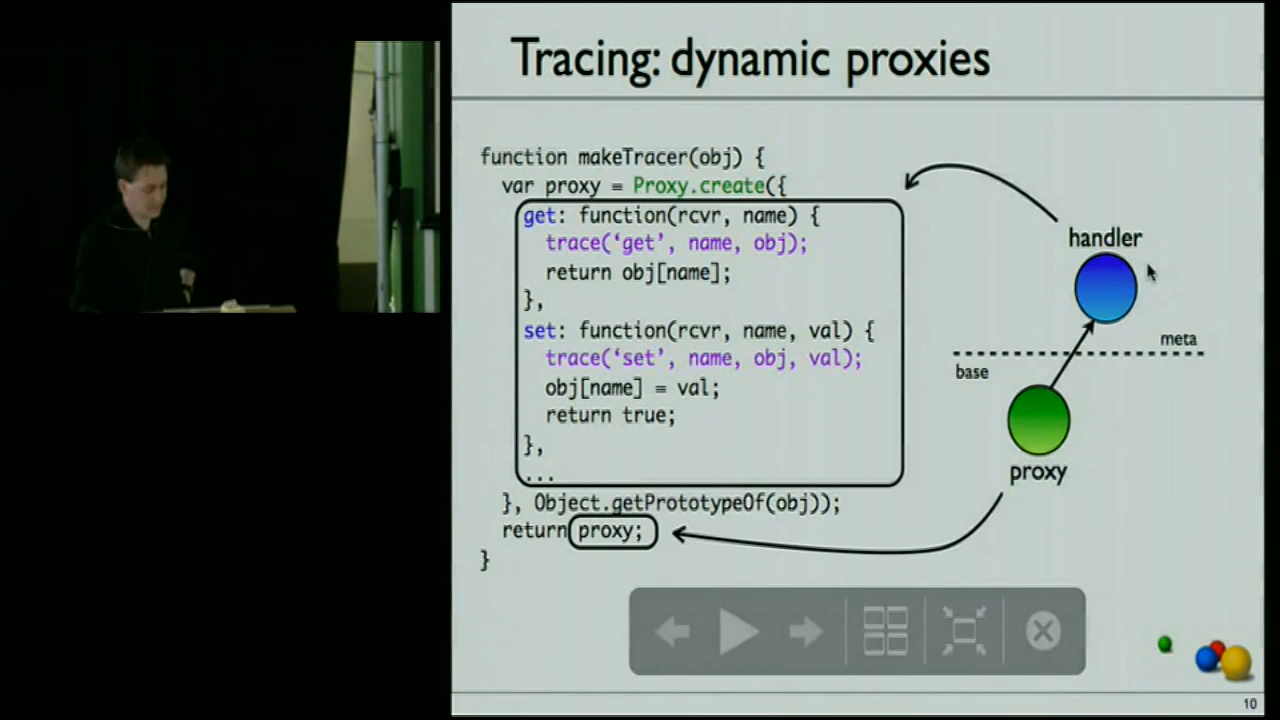 Tracing: dynamic proxies
function makeTracer(obj) {
var proxy = Proxy.create({
get: function(rcvr, name) {
trace(‘get’, name, obj);
return obj[name];
},
set: function(rcvr, name, val) {
trace(‘set’, name, obj, val);
obj[name] = val;
return true;
},
...
}, Object.getPrototypeOf(obj));
return proxy;
}
handler
meta
base
proxy
10